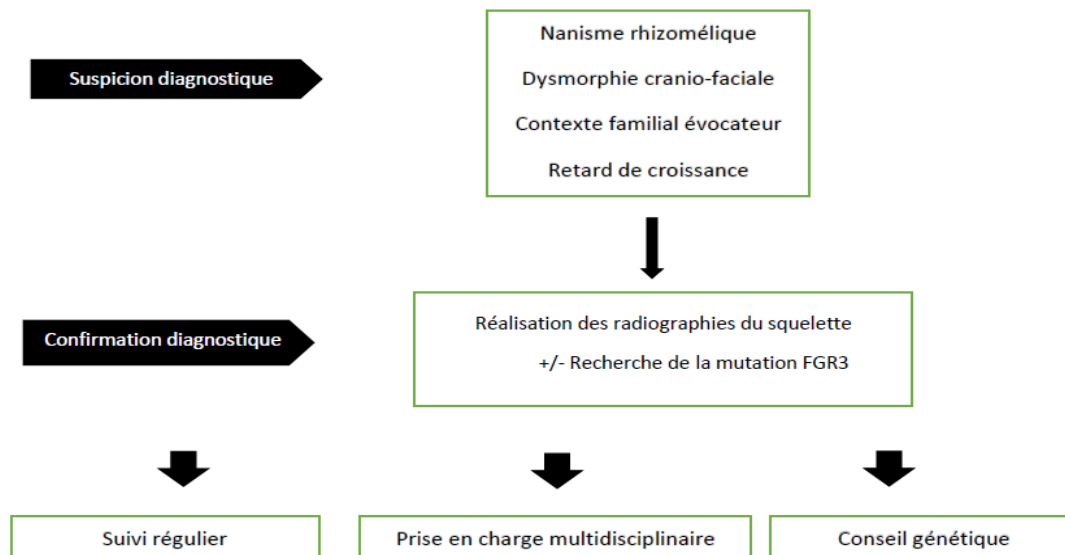 Suspicion diagnostique
Nanisme rhizomélique
Dysmorphie cranio-faciale
Contexte familial évocateur
Retard de croissance
Confirmation diagnostique
Réalisation des radiographies du squelette
+/- Recherche de la mutation FGR3
Suivi régulier
Prise en charge multidisciplinaire
Conseil génétique